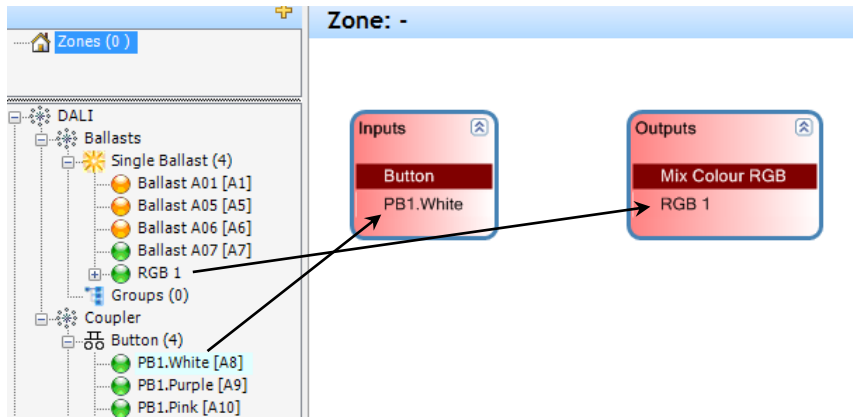 Zones (0 )
DALI
Ballasts
Single Ballast (4)
Ballast A01 [A1]
Ballast A05 [A5]
Ballast A06 [A6]
Ballast A07 [A7]
RGB 1
Groups (0)
Coupler
Button (4)
PB1.White [A8]
PB1.Purple [A9]
PB1.Pink [A10]
Zone: -
Inputs
Button
PB1.White
Outputs
Mix Colour RGB
RGB 1